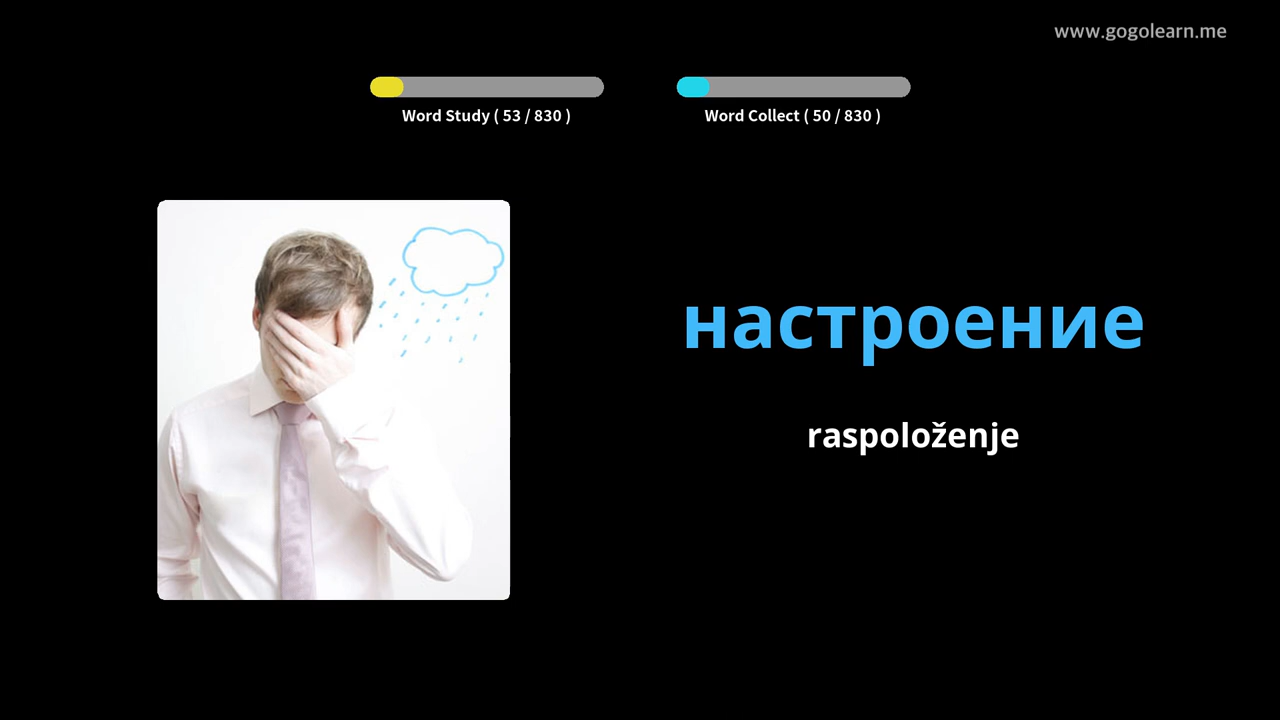 www.gogolearn.me
Word Study ( 53 / 830 )
Word Collect ( 50 / 830 )
настроение
raspoloženje